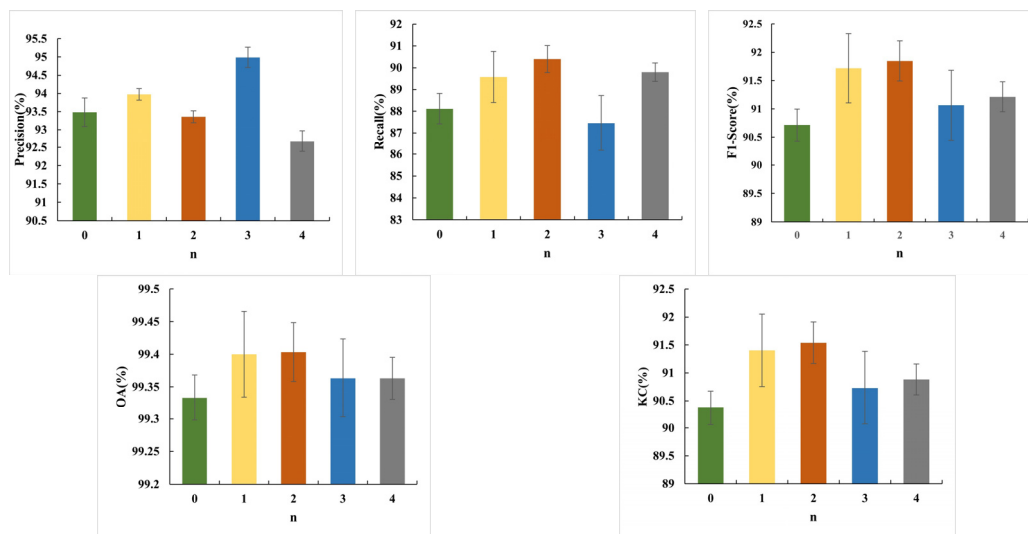 Precision(%)
95.5
95
94.5
94
93.5
93
92.5
92
91.5
91
90.5
0 1 2 3 4
n
Recall(%)
92
91
90
89
88
87
86
85
84
83
0 1 2 3 4
n
F1-Score(%)
92.5
92
91.5
91
90.5
90
89.5
89
0 1 2 3 4
n
OA(%)
99.5
99.45
99.4
99.35
99.3
99.25
99.2
0 1 2 3 4
n
KC(%)
92.5
92
91.5
91
90.5
90
89.5
89
0 1 2 3 4
n